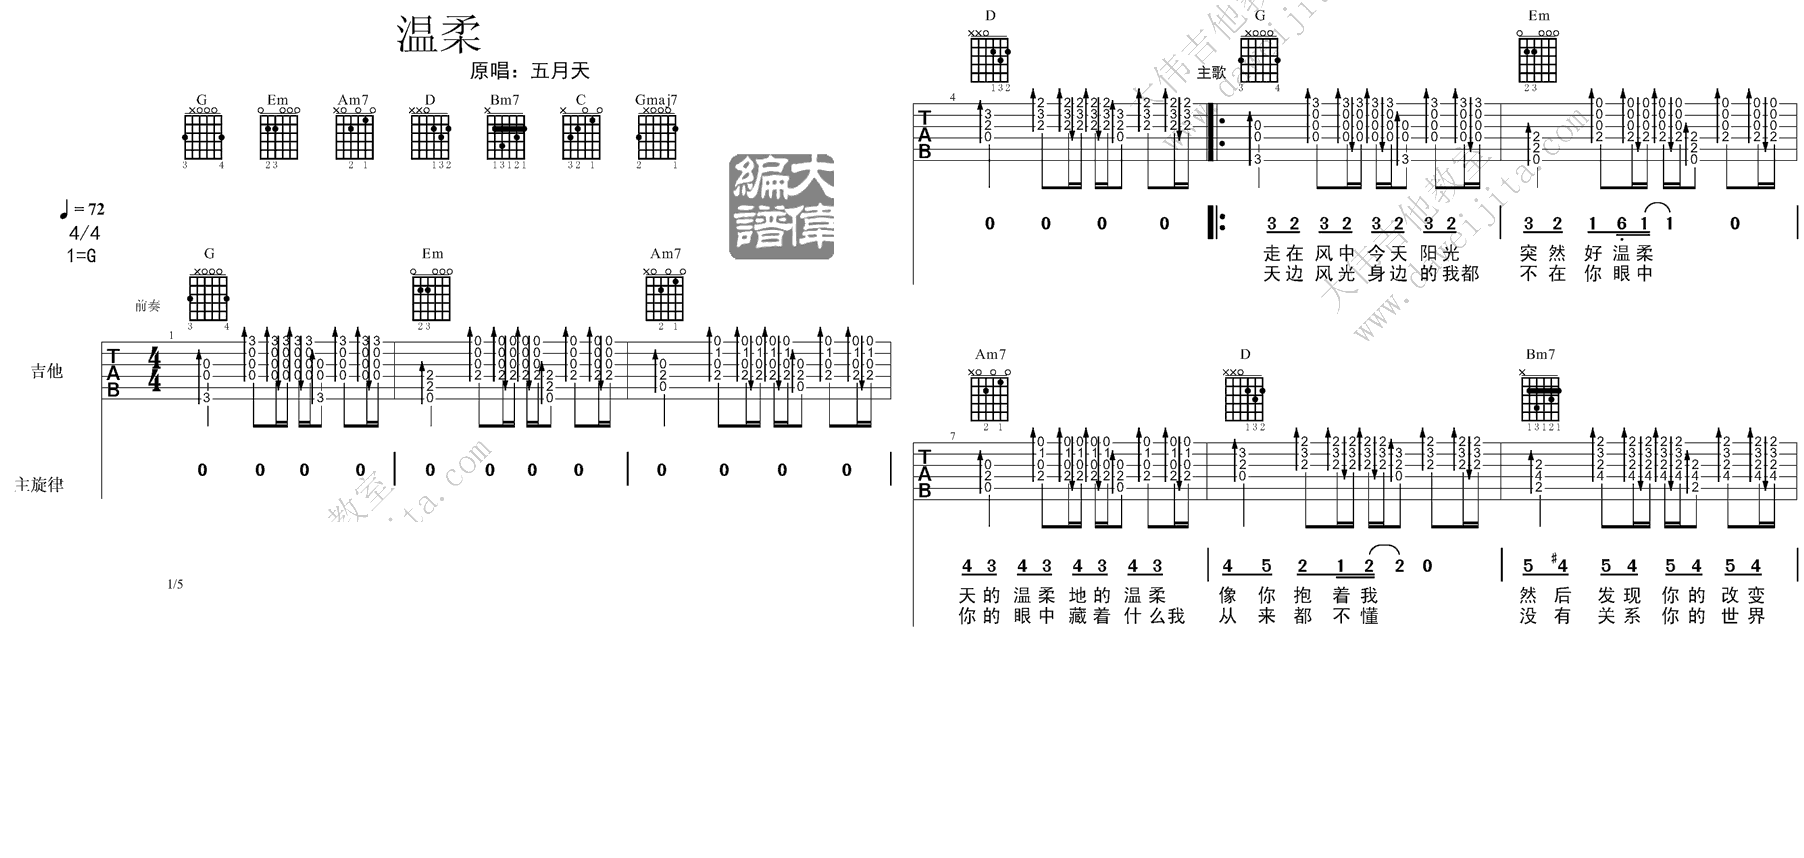 温柔
原唱：五月天
G Em Am7 D Bm7 C Gmaj7
大偉
編譜
♩= 72
4/4
1=G
G Em Am7
前奏
1
吉他
主旋律
0 0 0 0 | 0 0 0 0 | 0 0 0 0 |
1/5
D G Em
主歌
4
0 0 0 0 3 2 3 2 3 2 3 2 3 2 1 6 1 1 0
走在风中今天阳光 突然好温柔
天边风光身边的我都 不在你眼中
Am7 D Bm7
7
4 3 4 3 4 3 4 3 | 4 5 2 1 2 2 0 | 5 #4 5 4 5 4 5 4
天的温柔地的温柔 像你抱着我 然后发现你的改变
你的眼中藏着什么我 从来都不懂 没有关系你的世界
大伟吉他教室
www.daweijita.com